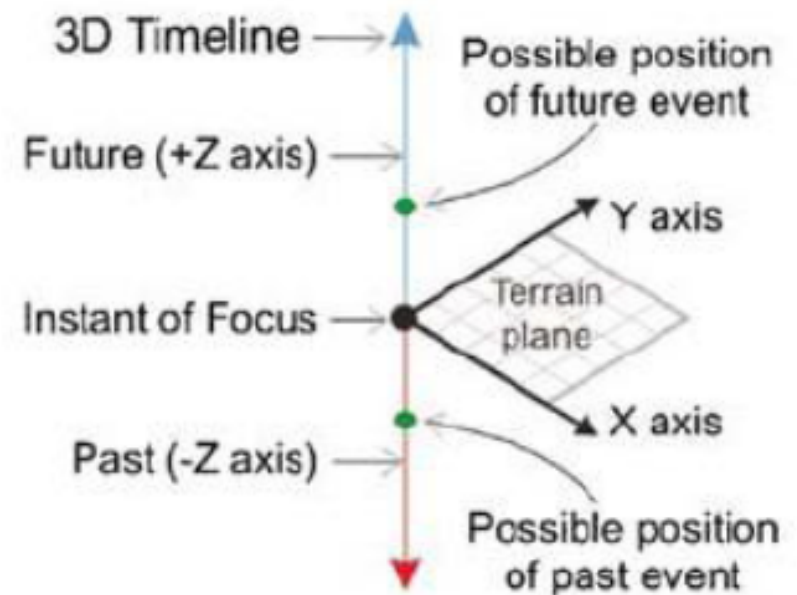 3D Timeline
Possible position
of future event
Future (+Z axis)
Y axis
Terrain
plane
Instant of Focus
X axis
Past (-Z axis)
Possible position
of past event